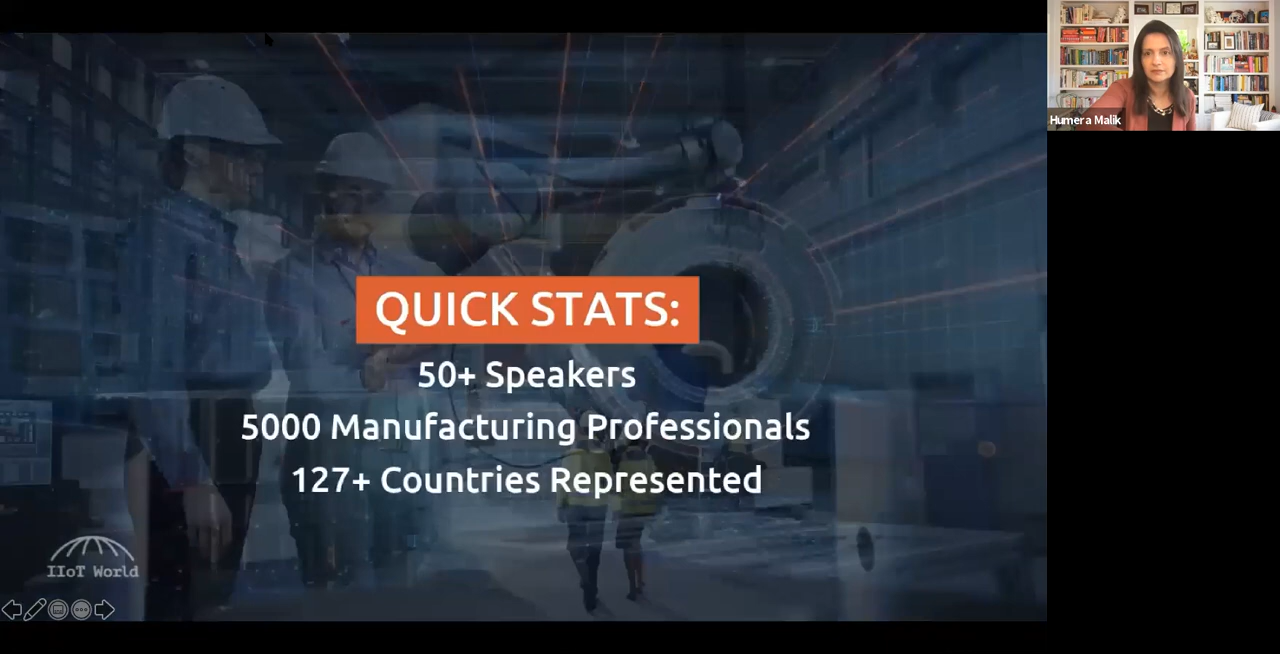 QUICK STATS:
50+ Speakers
5000 Manufacturing Professionals
127+ Countries Represented
IIoT World
Humera Malik